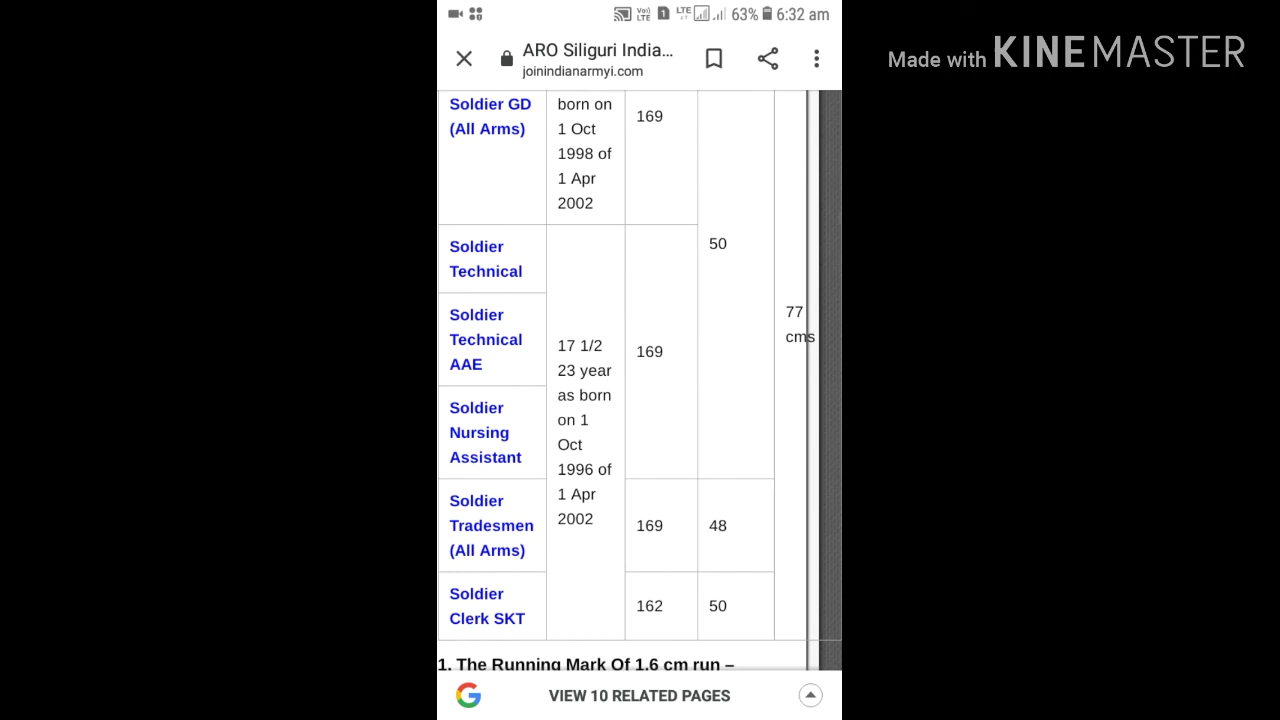 VoLTE 1 LTE 63% 6:32 am
ARO Siliguri India...
joinindianarmyi.com
Made with KINEMASTER
Soldier GD
(All Arms)
born on
1 Oct
1998 of
1 Apr
2002
169
Soldier
Technical
50
Soldier
Technical
AAE
17 1/2
23 year
as born
on 1
Oct
1996 of
1 Apr
2002
169
77
cms
Soldier
Nursing
Assistant
Soldier
Tradesmen
(All Arms)
169
48
Soldier
Clerk SKT
162
50
1. The Running Mark Of 1.6 cm run –
VIEW 10 RELATED PAGES